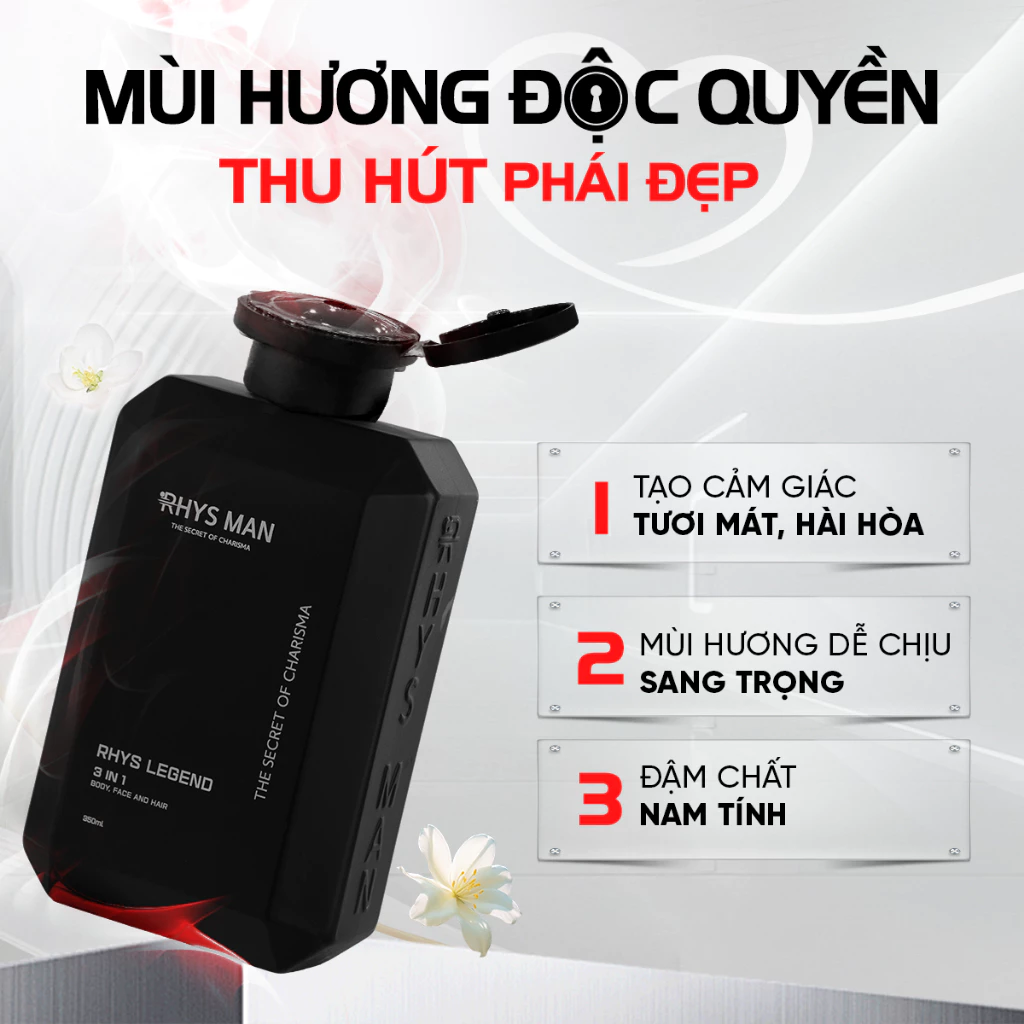 MÙI HƯƠNG ĐỘC QUYỀN
THU HÚT PHÁI ĐẸP
RHYS MAN
THE SECRET OF CHARISMA
THE SECRET OF CHARISMA
RHYS LEGEND
3 IN 1
BODY, FACE AND HAIR
350ml
RHYS MAN
1
TẠO CẢM GIÁC
TƯƠI MÁT, HÀI HÒA
2
MÙI HƯƠNG DỄ CHỊU
SANG TRỌNG
3
ĐẬM CHẤT
NAM TÍNH